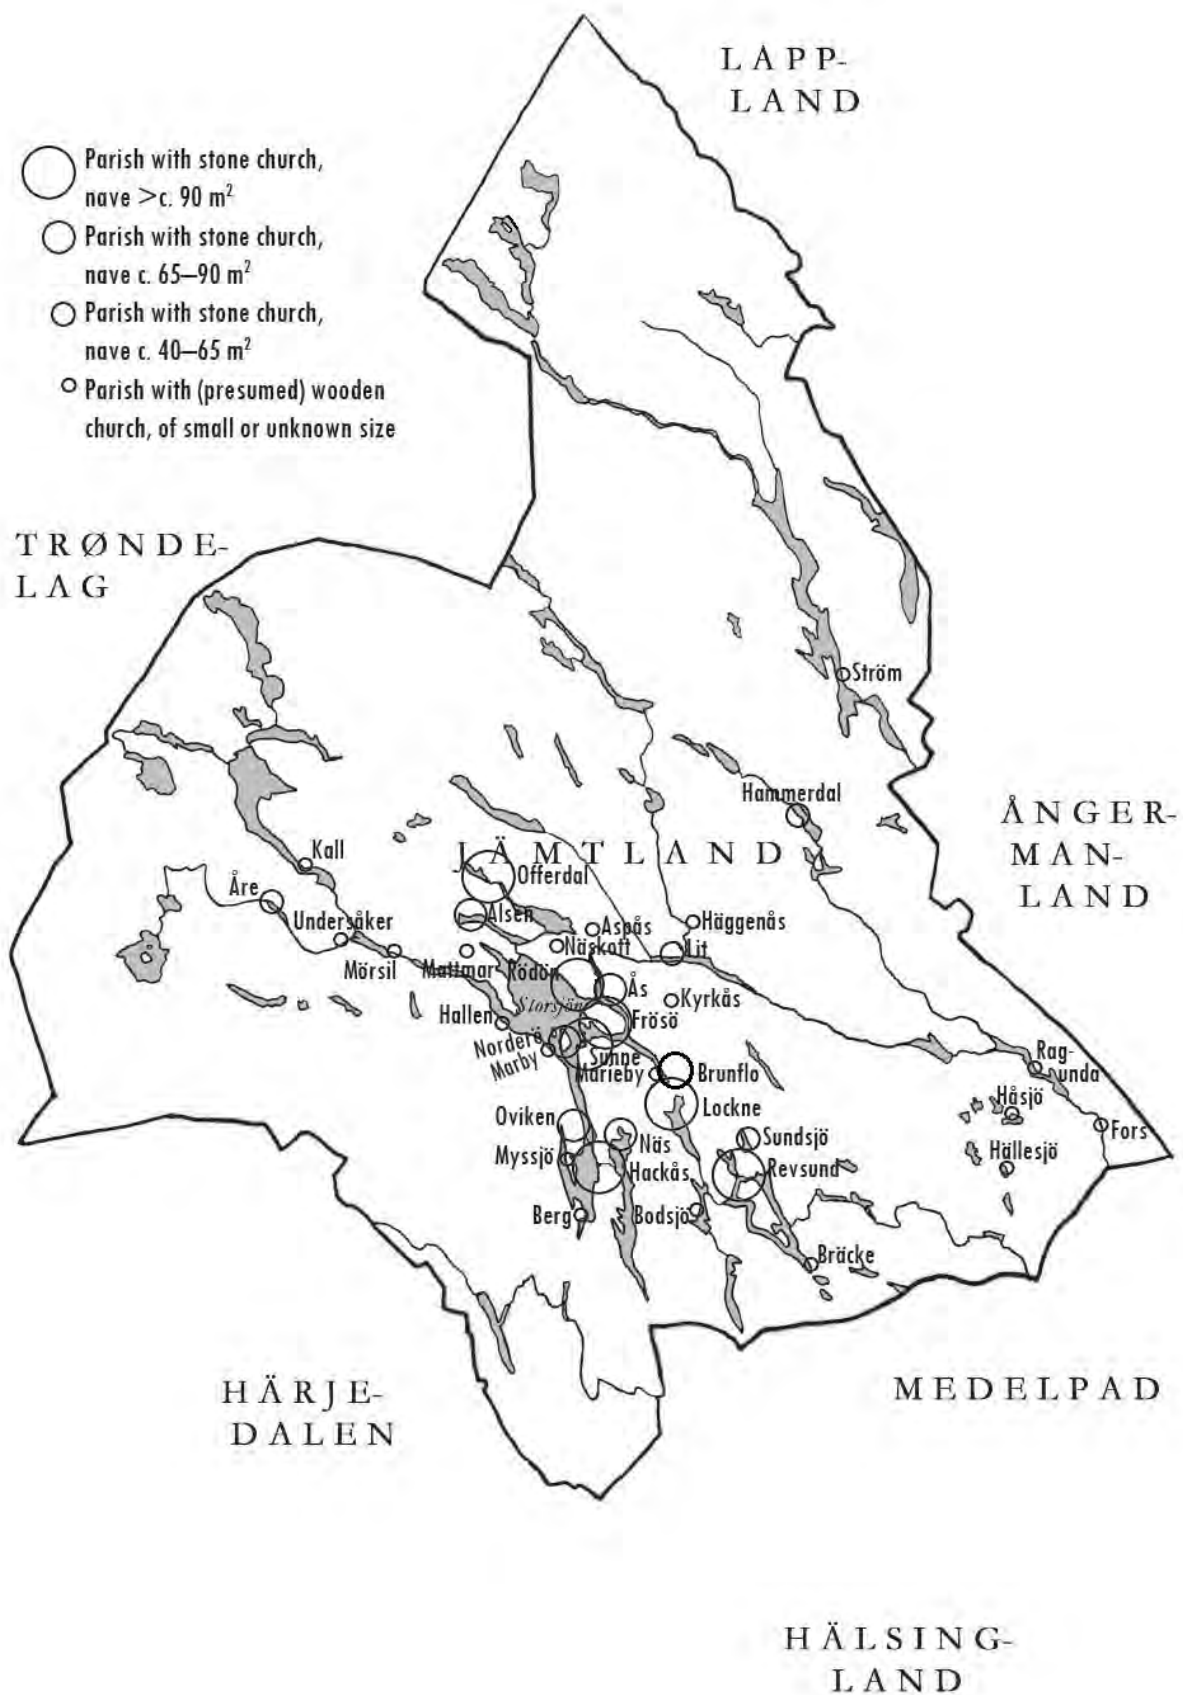 LAPP-
LAND
Parish with stone church,
nave >c. 90 m²
Parish with stone church,
nave c. 65–90 m²
Parish with stone church,
nave c. 40–65 m²
Parish with (presumed) wooden
church, of small or unknown size
TRØNDE-
LAG
Ström
Hammerdal
ÅNGER-
MAN-
LAND
JÄMTLAND
Kall
Offerdal
Åre
Alsen
Undersåker
Aspås
Häggenås
Näskott
Lit
Mörsil
Mattmar
Rödön
Ås
Kyrkås
Storsjön
Hallen
Frösö
Norderö
Marby
Sunne
Marieby
Brunflo
Rag-
unda
Lockne
Håsjö
Oviken
Fors
Näs
Sundsjö
Myssjö
Hackås
Revsund
Hällesjö
Berg
Bodsjö
Bräcke
HÄRJE-
DALEN
MEDELPAD
HÄLSING-
LAND